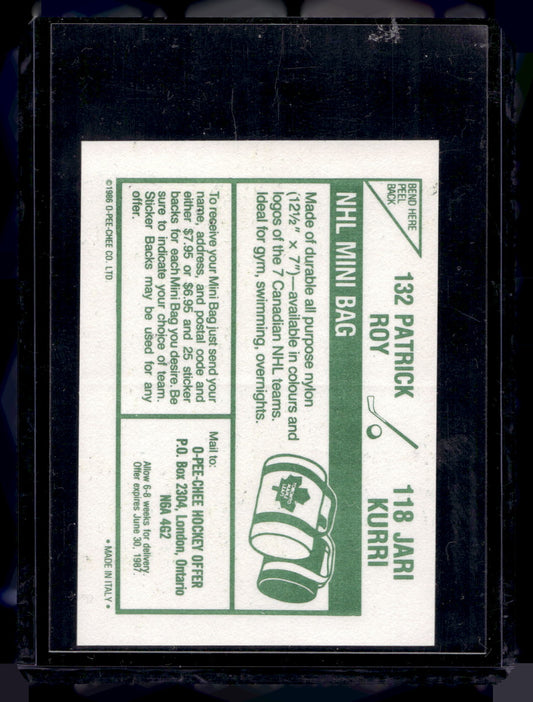 BEND HERE
PEEL
BACK
132 PATRICK
ROY
118 JARI
KURRI
NHL MINI BAG
Made of durable all purpose nylon
(12½" × 7")—available in colours and
logos of the 7 Canadian NHL teams.
Ideal for gym, swimming, overnights.
To receive your Mini Bag just send your
name, address, and postal code and
either $7.95 or $6.95 and 25 sticker
backs for each Mini Bag you desire. Be
sure to indicate your choice of team.
Sticker Backs may be used for any
offer.
Mail to:
O-PEE-CHEE HOCKEY OFFER
P.O. Box 2304, London, Ontario
N6A 4G2
Allow 6-8 weeks for delivery.
Offer expires June 30, 1987.
©1986 O-PEE-CHEE CO. LTD.
• MADE IN ITALY •